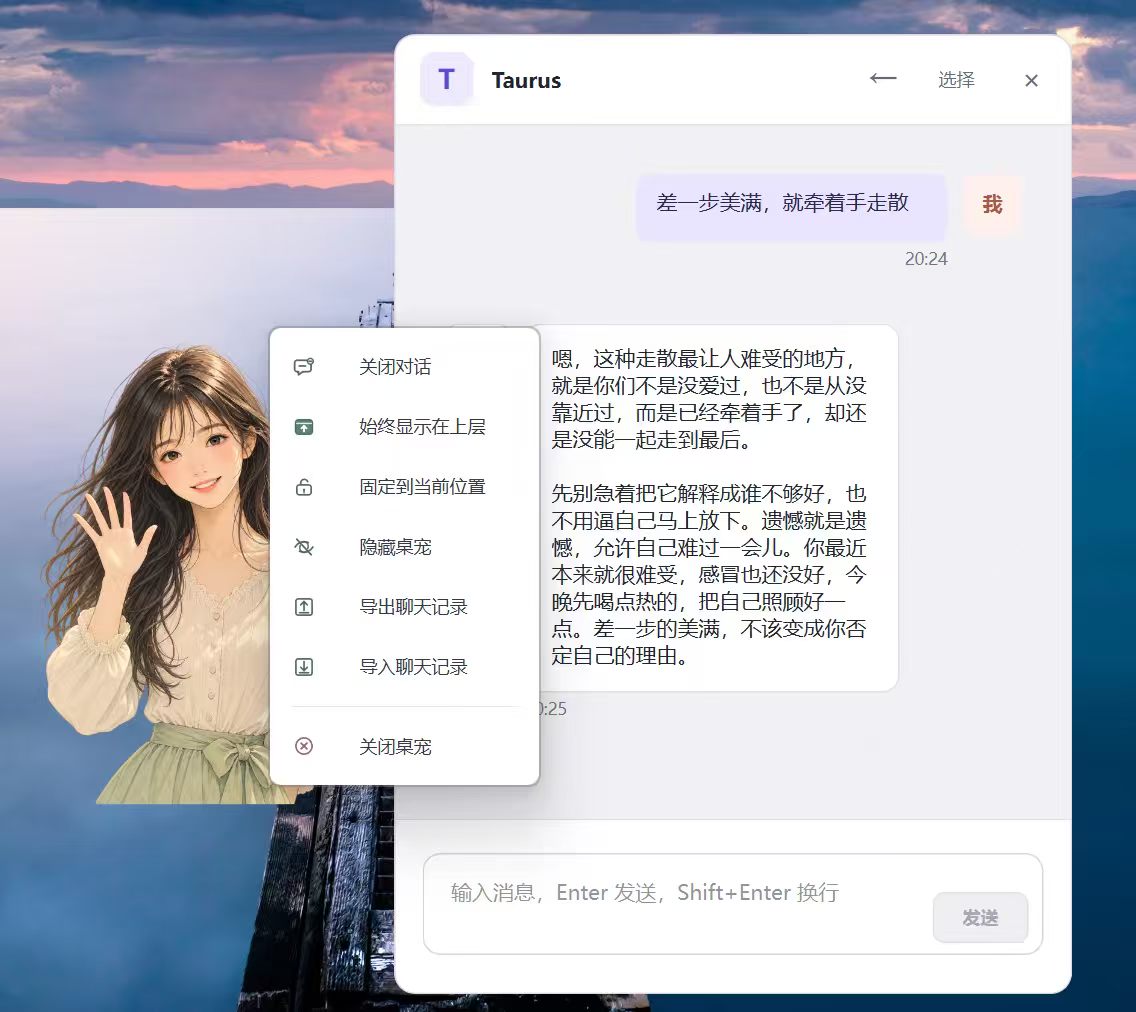 T
Taurus
←
选择
×
差一步美满，就牵着手走散
我
20:24
嗯，这种走散最让人难受的地方，
就是你们不是没爱过，也不是从没
靠近过，而是已经牵着手了，却还
是没能一起走到最后。
先别急着把它解释成谁不够好，也
不用逼自己马上放下。遗憾就是遗
憾，允许自己难过一会儿。你最近
本来就很难受，感冒也还没好，今
晚先喝点热的，把自己照顾好一
点。差一步的美满，不该变成你否
定自己的理由。
:25
关闭对话
始终显示在上层
固定到当前位置
隐藏桌宠
导出聊天记录
导入聊天记录
关闭桌宠
输入消息，Enter 发送，Shift+Enter 换行
发送